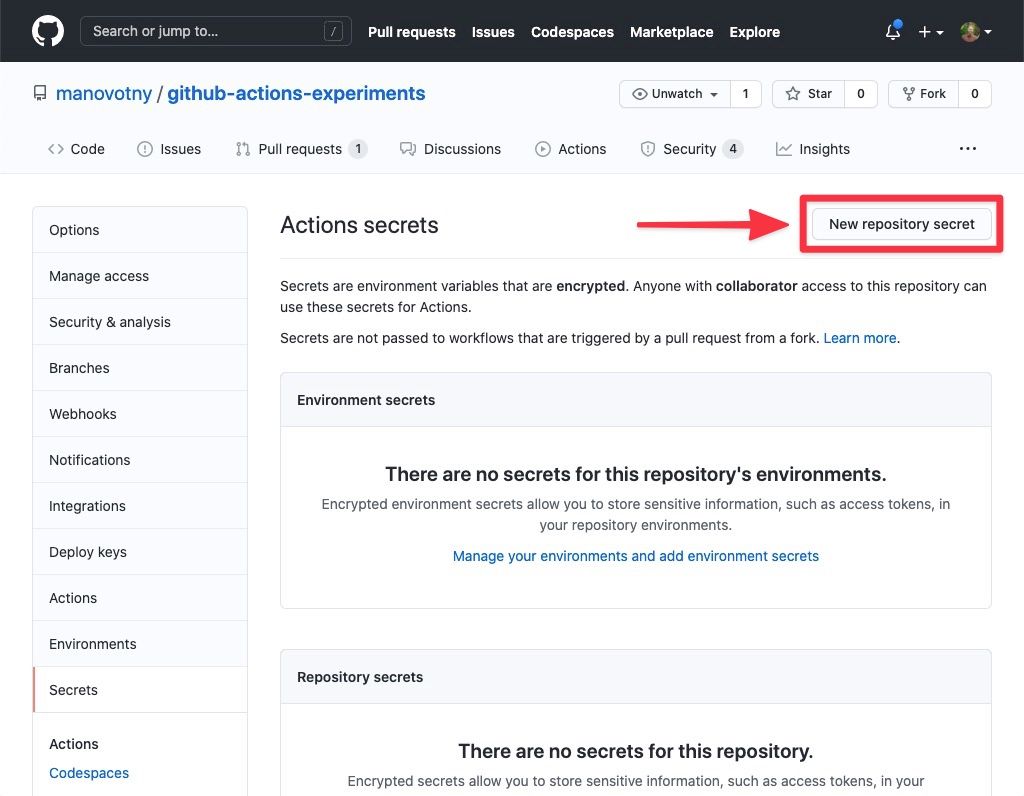 Search or jump to... /
Pull requests Issues Codespaces Marketplace Explore
manovotny / github-actions-experiments
Unwatch 1 Star 0 Fork 0
Code Issues Pull requests 1 Discussions Actions Security 4 Insights ...
Options
Manage access
Security & analysis
Branches
Webhooks
Notifications
Integrations
Deploy keys
Actions
Environments
Secrets
Actions
Codespaces
Actions secrets
New repository secret
Secrets are environment variables that are encrypted. Anyone with collaborator access to this repository can
use these secrets for Actions.
Secrets are not passed to workflows that are triggered by a pull request from a fork. Learn more.
Environment secrets
There are no secrets for this repository's environments.
Encrypted environment secrets allow you to store sensitive information, such as access tokens, in
your repository environments.
Manage your environments and add environment secrets
Repository secrets
There are no secrets for this repository.
Encrypted secrets allow you to store sensitive information, such as access tokens, in your